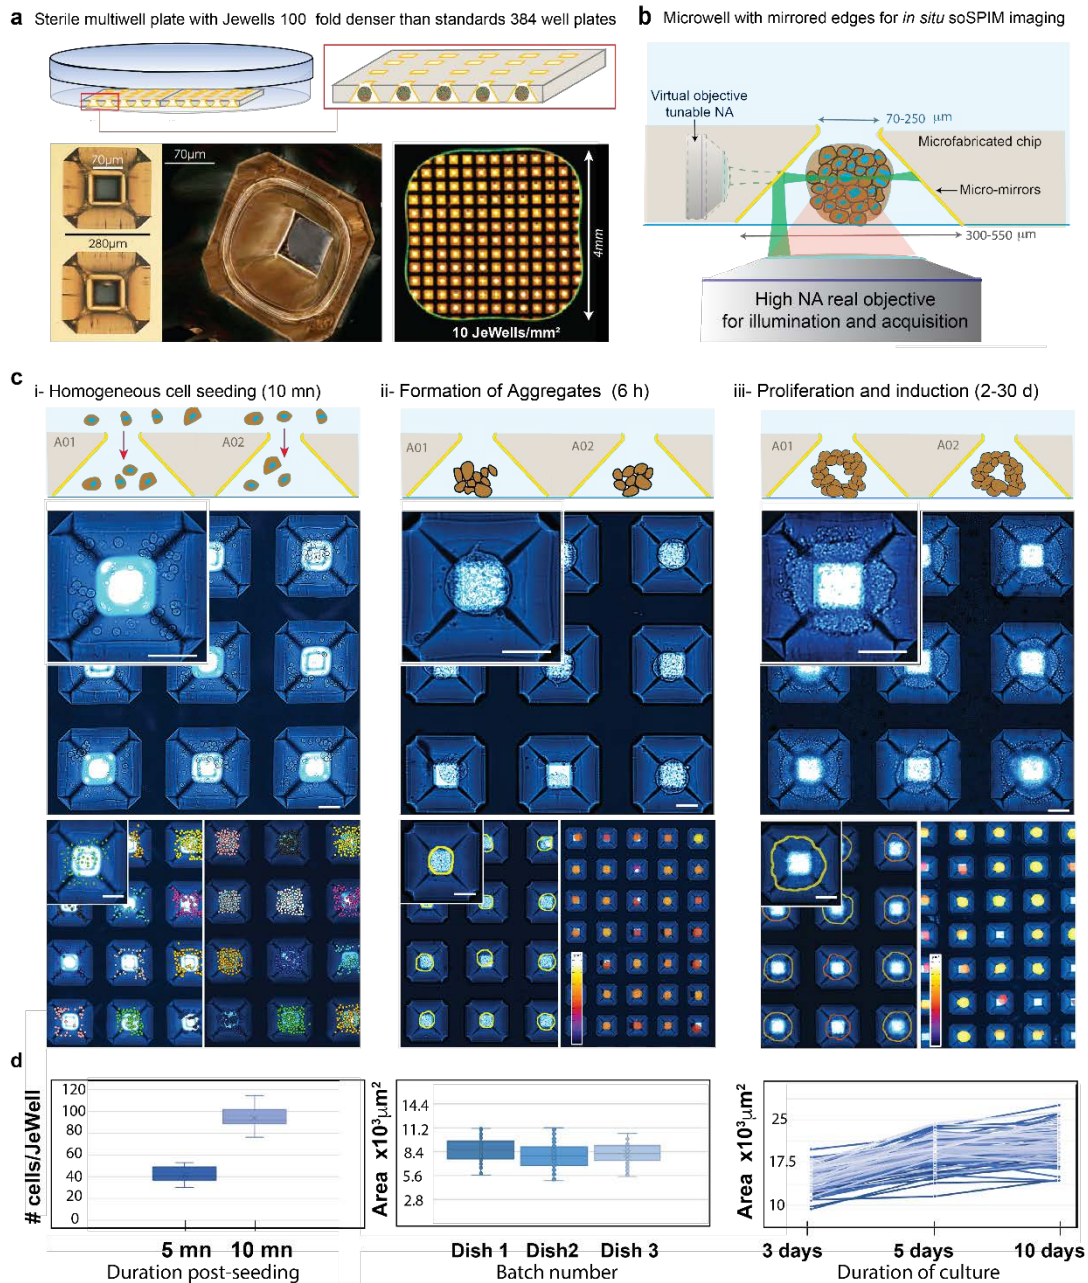 a Sterile multiwell plate with Jewells 100 fold denser than standards 384 well plates
70µm
280µm
70µm
4mm
10 JeWells/mm²
b Microwell with mirrored edges for in situ soSPIM imaging
Virtual objective
tunable NA
70-250 µm
Microfabricated chip
Micro-mirrors
300-550 µm
High NA real objective
for illumination and acquisition
c
i- Homogeneous cell seeding (10 mn)
A01
A02
ii- Formation of Aggregates (6 h)
iii- Proliferation and induction (2-30 d)
A01
A02
d
# cells/JeWell
120
100
80
60
40
20
0
5 mn
10 mn
Duration post-seeding
Area x10³µm²
14.4
11.2
8.4
5.6
2.8
Dish 1
Dish2
Dish 3
Batch number
Area x10³µm²
25
17.5
10
3 days
5 days
10 days
Duration of culture